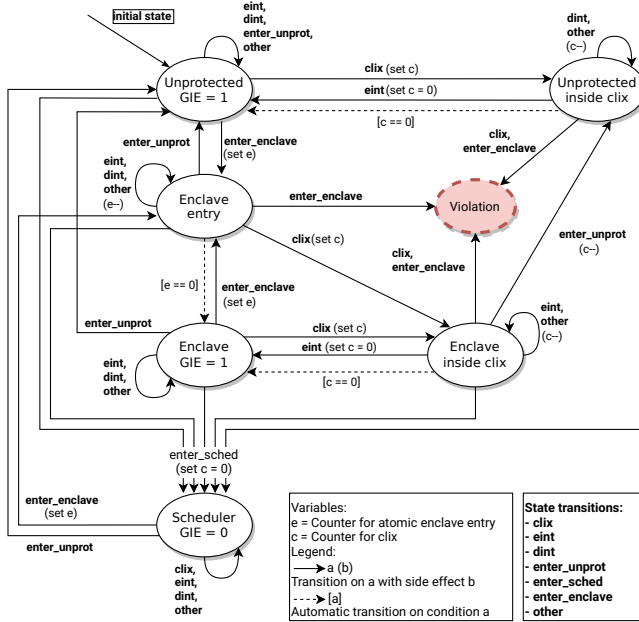 initial state
eint,
dint,
enter_unprot,
other
dint,
other
(c--)
Unprotected
GIE = 1
clix (set c)
eint (set c = 0)
[c == 0]
Unprotected
inside clix
enter_unprot
enter_enclave
(set e)
clix,
enter_enclave
eint,
dint,
other
(e--)
Enclave
entry
enter_enclave
Violation
clix(set c)
enter_unprot
(c--)
[e == 0]
enter_enclave
(set e)
clix,
enter_enclave
enter_unprot
eint,
other
(c--)
Enclave
GIE = 1
clix (set c)
eint (set c = 0)
[c == 0]
Enclave
inside clix
eint,
dint,
other
enter_sched
(set c = 0)
enter_enclave
(set e)
enter_unprot
Scheduler
GIE = 0
clix,
eint,
dint,
other
Variables:
e = Counter for atomic enclave entry
c = Counter for clix
Legend:
a (b)
Transition on a with side effect b
[a]
Automatic transition on condition a
State transitions:
- clix
- eint
- dint
- enter_unprot
- enter_sched
- enter_enclave
- other